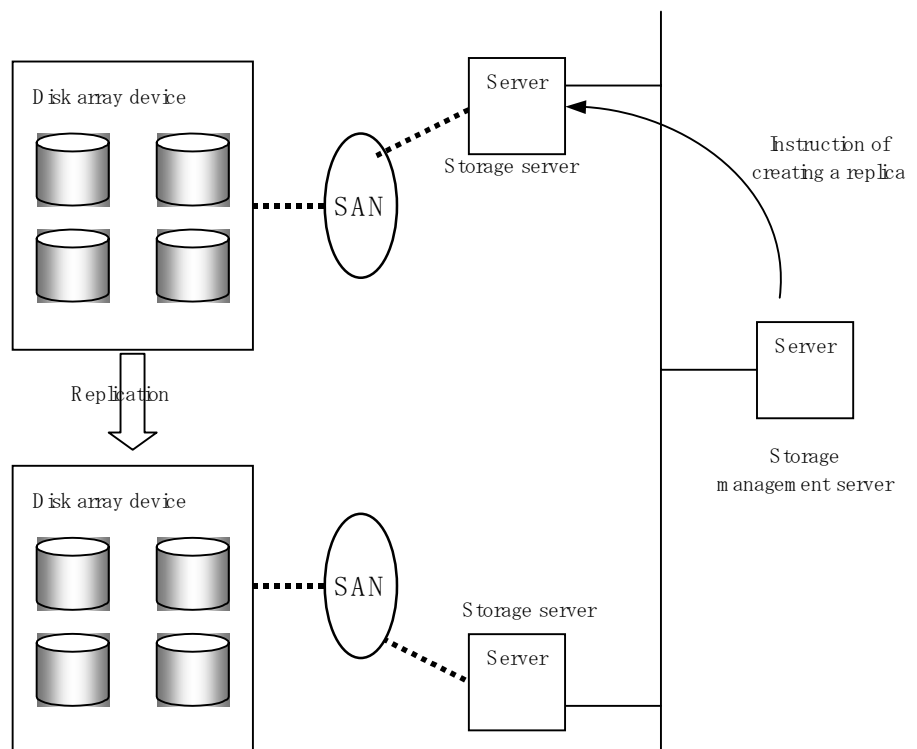 Disk array device
Server
Storage server
SAN
Instruction of
creating a replica
Server
Storage
management server
Replication
Disk array device
SAN
Storage server
Server